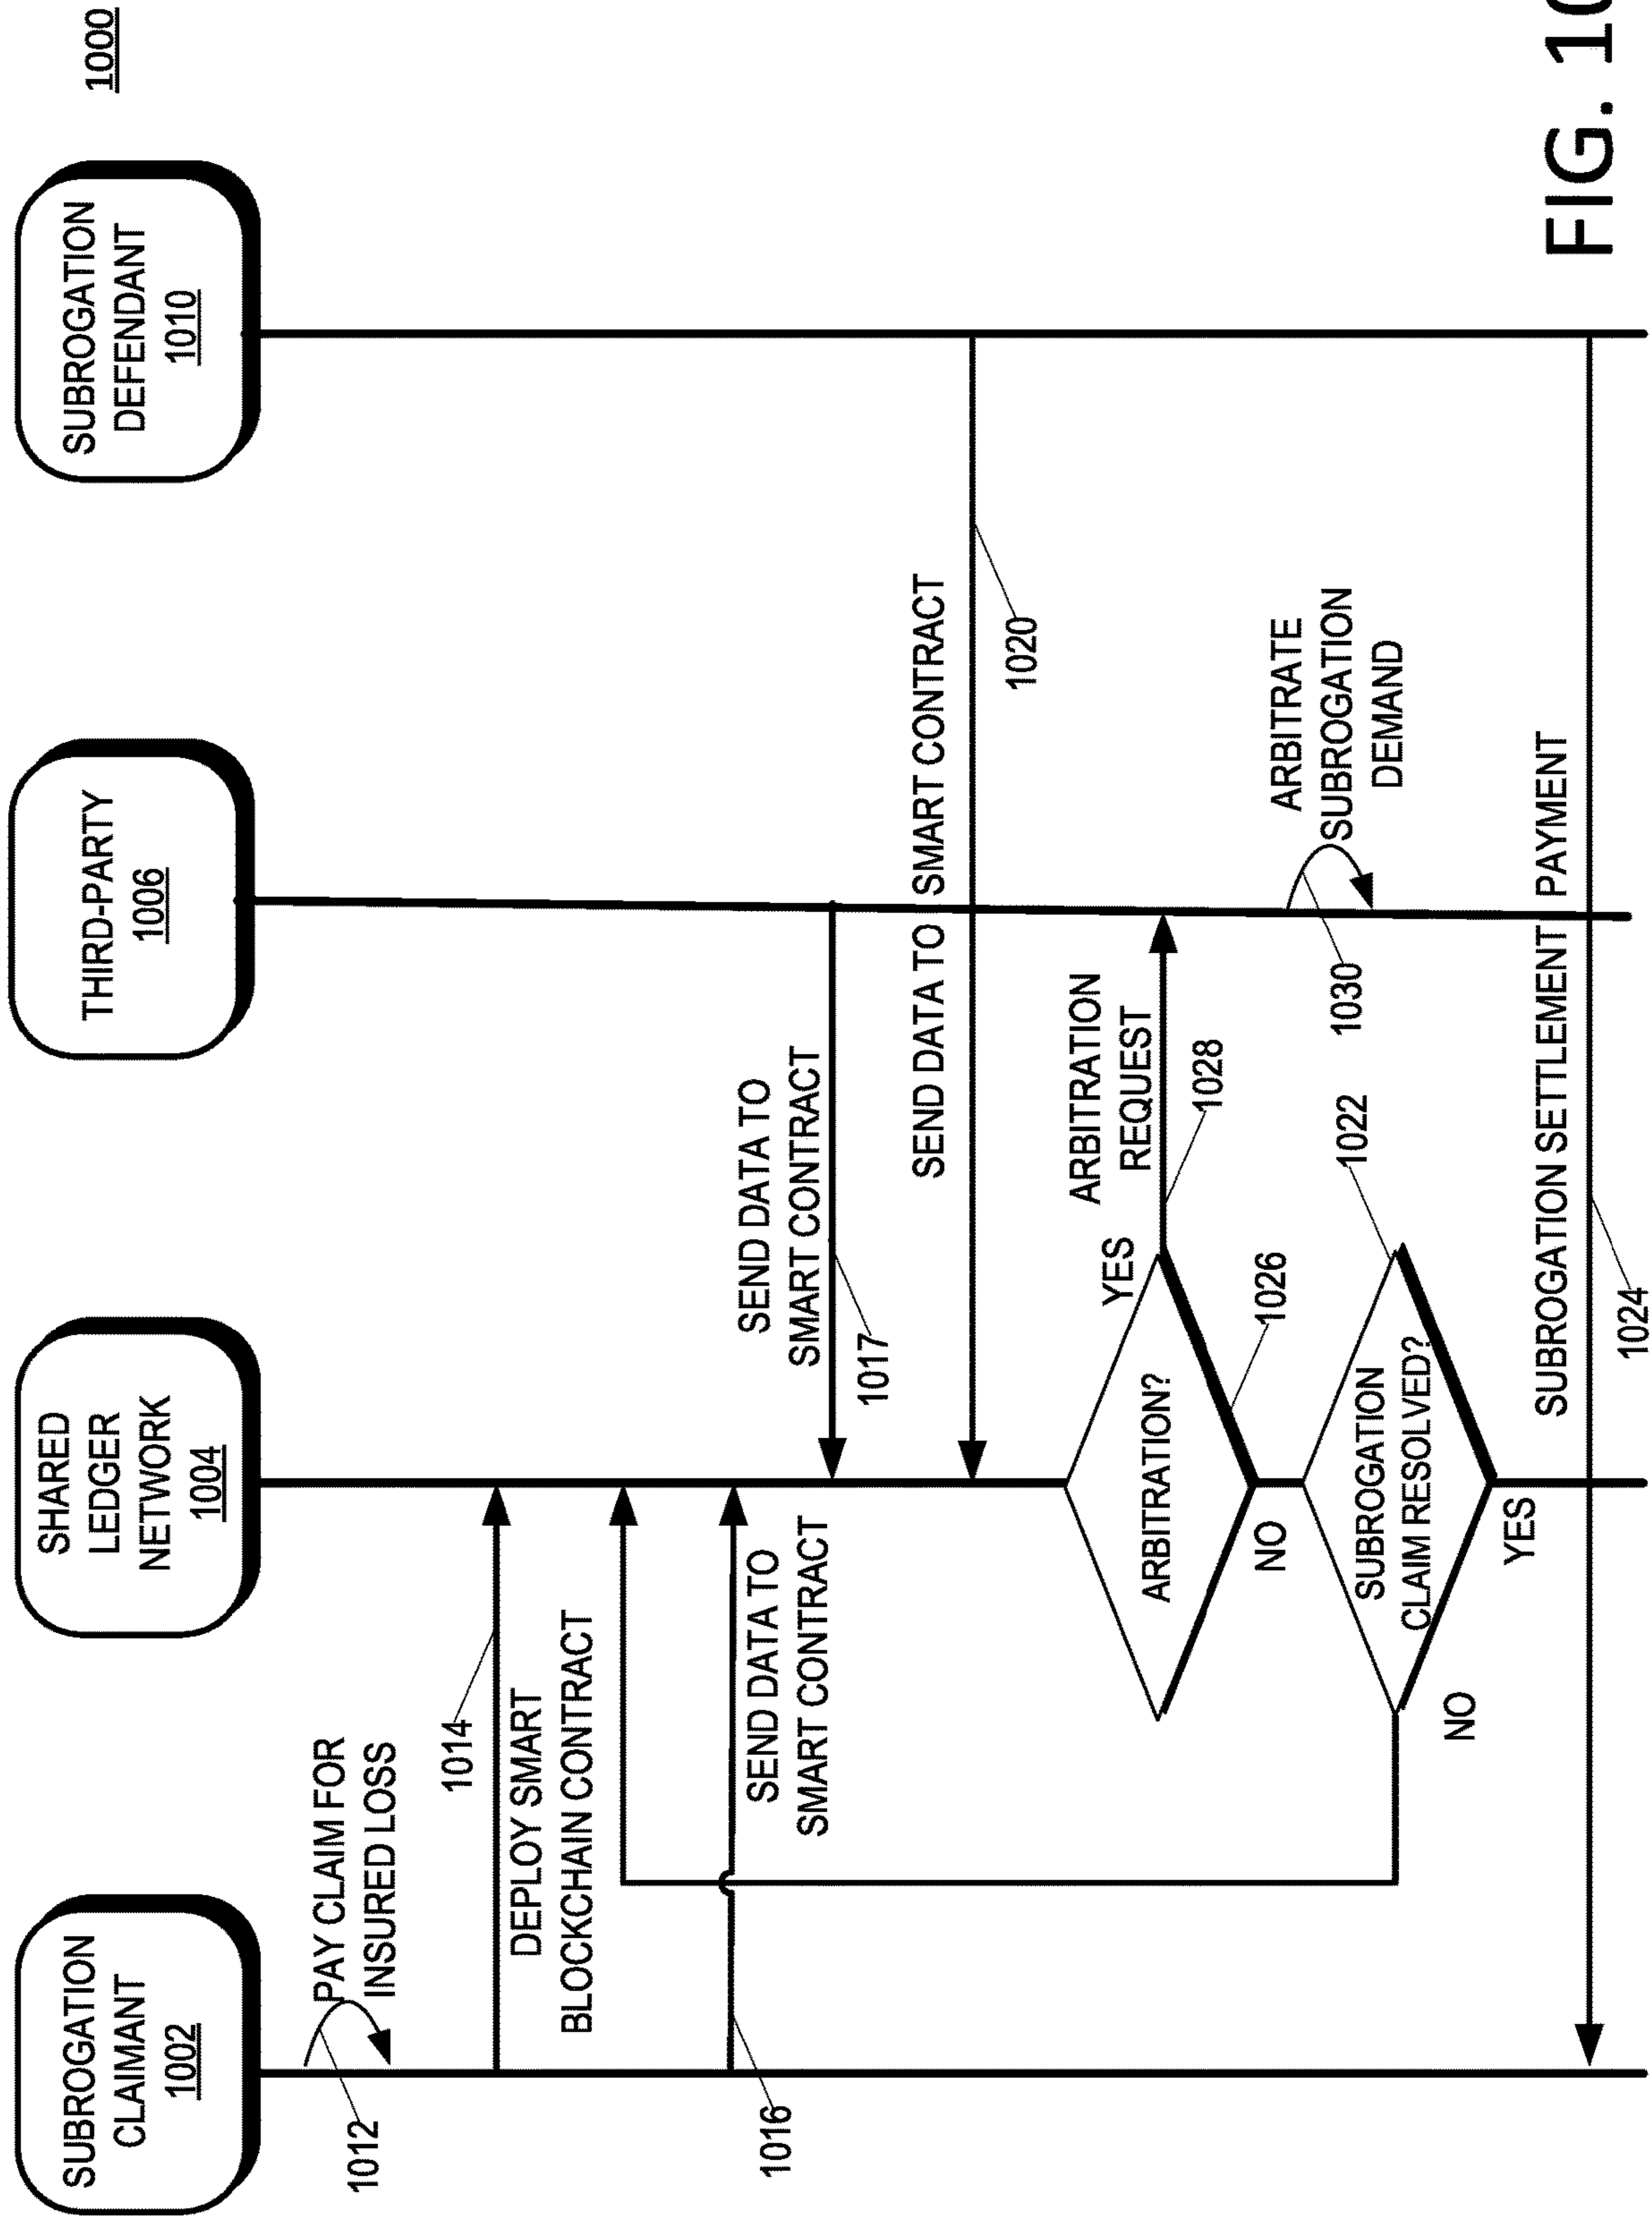 1000
SUBROGATION
CLAIMANT
1002
SHARED
LEDGER
NETWORK
1004
THIRD-PARTY
1006
SUBROGATION
DEFENDANT
1010
PAY CLAIM FOR
INSURED LOSS
1012
1014
DEPLOY SMART
BLOCKCHAIN CONTRACT
SEND DATA TO
SMART CONTRACT
1016
SEND DATA TO
SMART CONTRACT
1017
SEND DATA TO SMART CONTRACT
1020
ARBITRATION?
YES
NO
1026
ARBITRATION
REQUEST
1028
ARBITRATE
SUBROGATION
DEMAND
1030
SUBROGATION
CLAIM RESOLVED?
1022
NO
YES
SUBROGATION SETTLEMENT PAYMENT
1024
FIG. 10